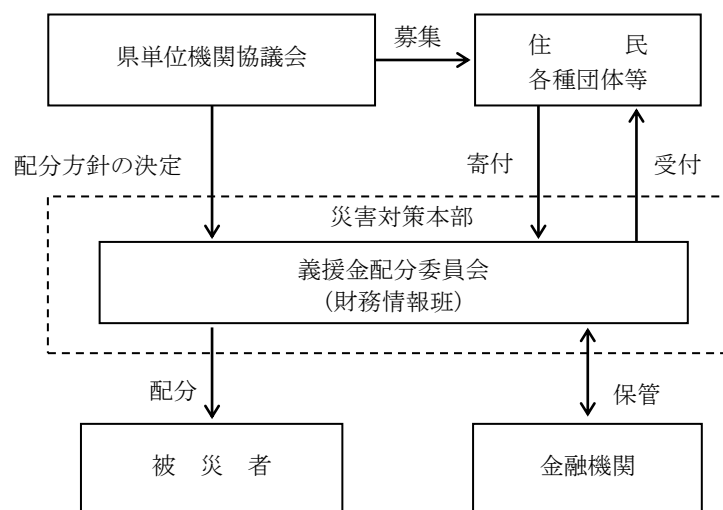 県単位機関協議会
募集
住　　　民
各種団体等
配分方針の決定
寄付
受付
災害対策本部
義援金配分委員会
（財務情報班）
配分
保管
被　災　者
金融機関